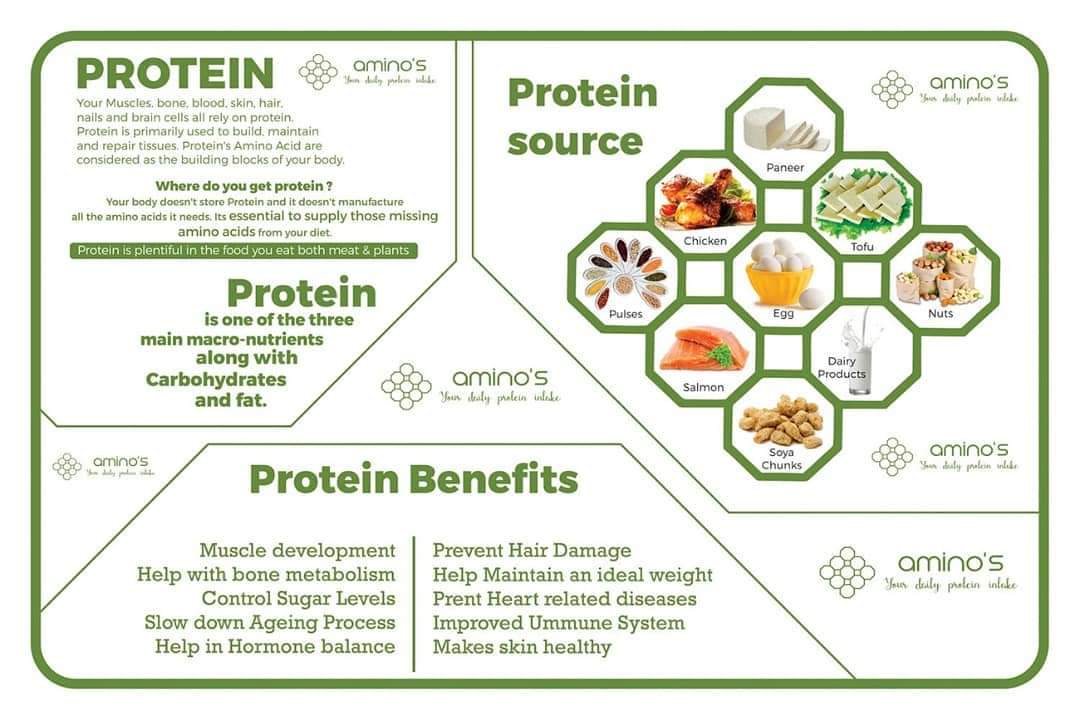 PROTEIN
amino's
Your daily protein intake
Your Muscles, bone, blood, skin, hair,
nails and brain cells all rely on protein.
Protein is primarily used to build, maintain
and repair tissues. Protein's Amino Acid are
considered as the building blocks of your body.
Where do you get protein ?
Your body doesn't store Protein and it doesn't manufacture
all the amino acids it needs. Its essential to supply those missing
amino acids from your diet.
Protein is plentiful in the food you eat both meat & plants
Protein
is one of the three
main macro-nutrients
along with
Carbohydrates
and fat.
amino's
Your daily protein intake
Protein
source
amino's
Your daily protein intake
Paneer
Chicken
Tofu
Pulses
Egg
Nuts
Salmon
Dairy
Products
Soya
Chunks
amino's
Your daily protein intake
amino's
Your daily protein intake
Protein Benefits
Muscle development
Help with bone metabolism
Control Sugar Levels
Slow down Ageing Process
Help in Hormone balance
Prevent Hair Damage
Help Maintain an ideal weight
Prent Heart related diseases
Improved Ummune System
Makes skin healthy
amino's
Your daily protein intake